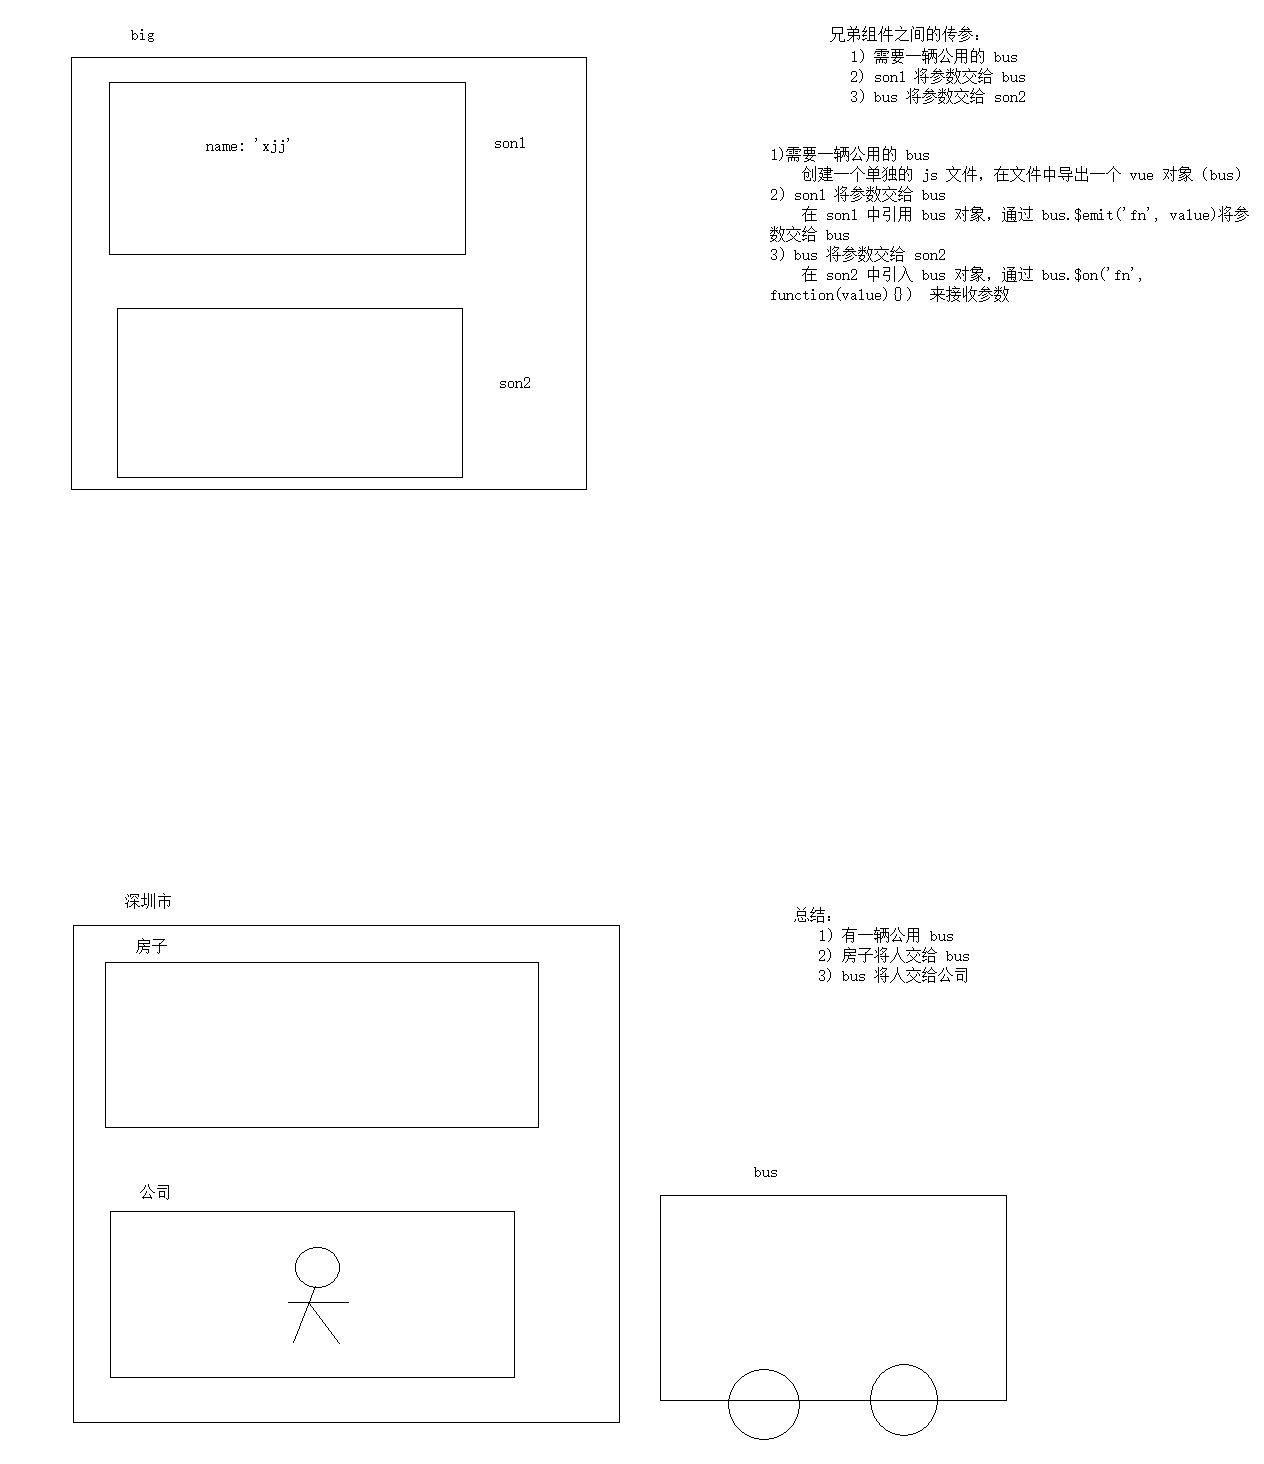 big
name: 'xjj'
son1
son2
兄弟组件之间的传参:
1) 需要一辆公用的 bus
2) son1 将参数交给 bus
3) bus 将参数交给 son2
1)需要一辆公用的 bus
创建一个单独的 js 文件，在文件中导出一个 vue 对象（bus）
2) son1 将参数交给 bus
在 son1 中引用 bus 对象，通过 bus.$emit('fn', value)将参
数交给 bus
3) bus 将参数交给 son2
在 son2 中引入 bus 对象，通过 bus.$on('fn',
function(value){}) 来接收参数
深圳市
房子
公司
总结:
1) 有一辆公用 bus
2) 房子将人交给 bus
3) bus 将人交给公司
bus